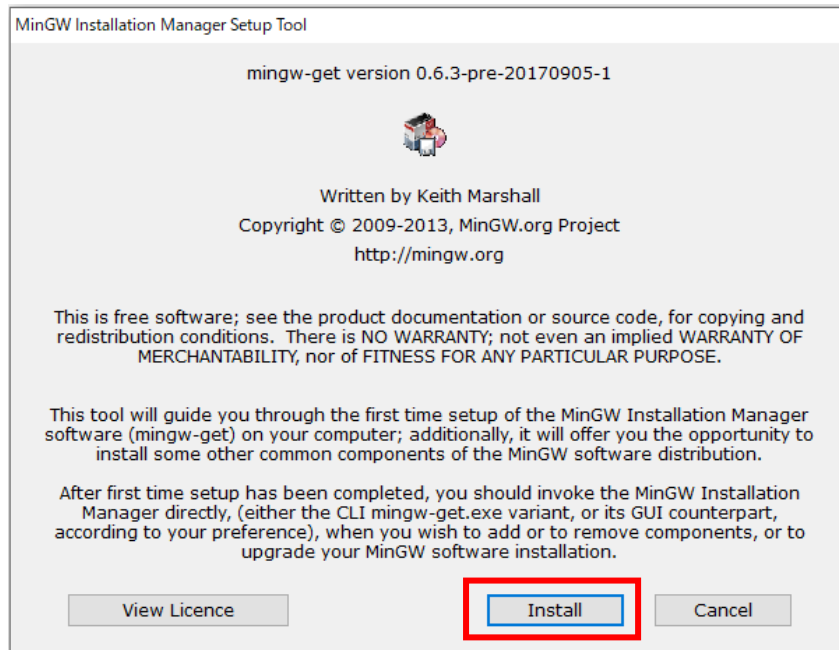 MinGW Installation Manager Setup Tool
mingw-get version 0.6.3-pre-20170905-1
Written by Keith Marshall
Copyright © 2009-2013, MinGW.org Project
http://mingw.org
This is free software; see the product documentation or source code, for copying and
redistribution conditions.  There is NO WARRANTY; not even an implied WARRANTY OF
MERCHANTABILITY, nor of FITNESS FOR ANY PARTICULAR PURPOSE.
This tool will guide you through the first time setup of the MinGW Installation Manager
software (mingw-get) on your computer; additionally, it will offer you the opportunity to
install some other common components of the MinGW software distribution.
After first time setup has been completed, you should invoke the MinGW Installation
Manager directly, (either the CLI mingw-get.exe variant, or its GUI counterpart,
according to your preference), when you wish to add or to remove components, or to
upgrade your MinGW software installation.
View Licence
Install
Cancel